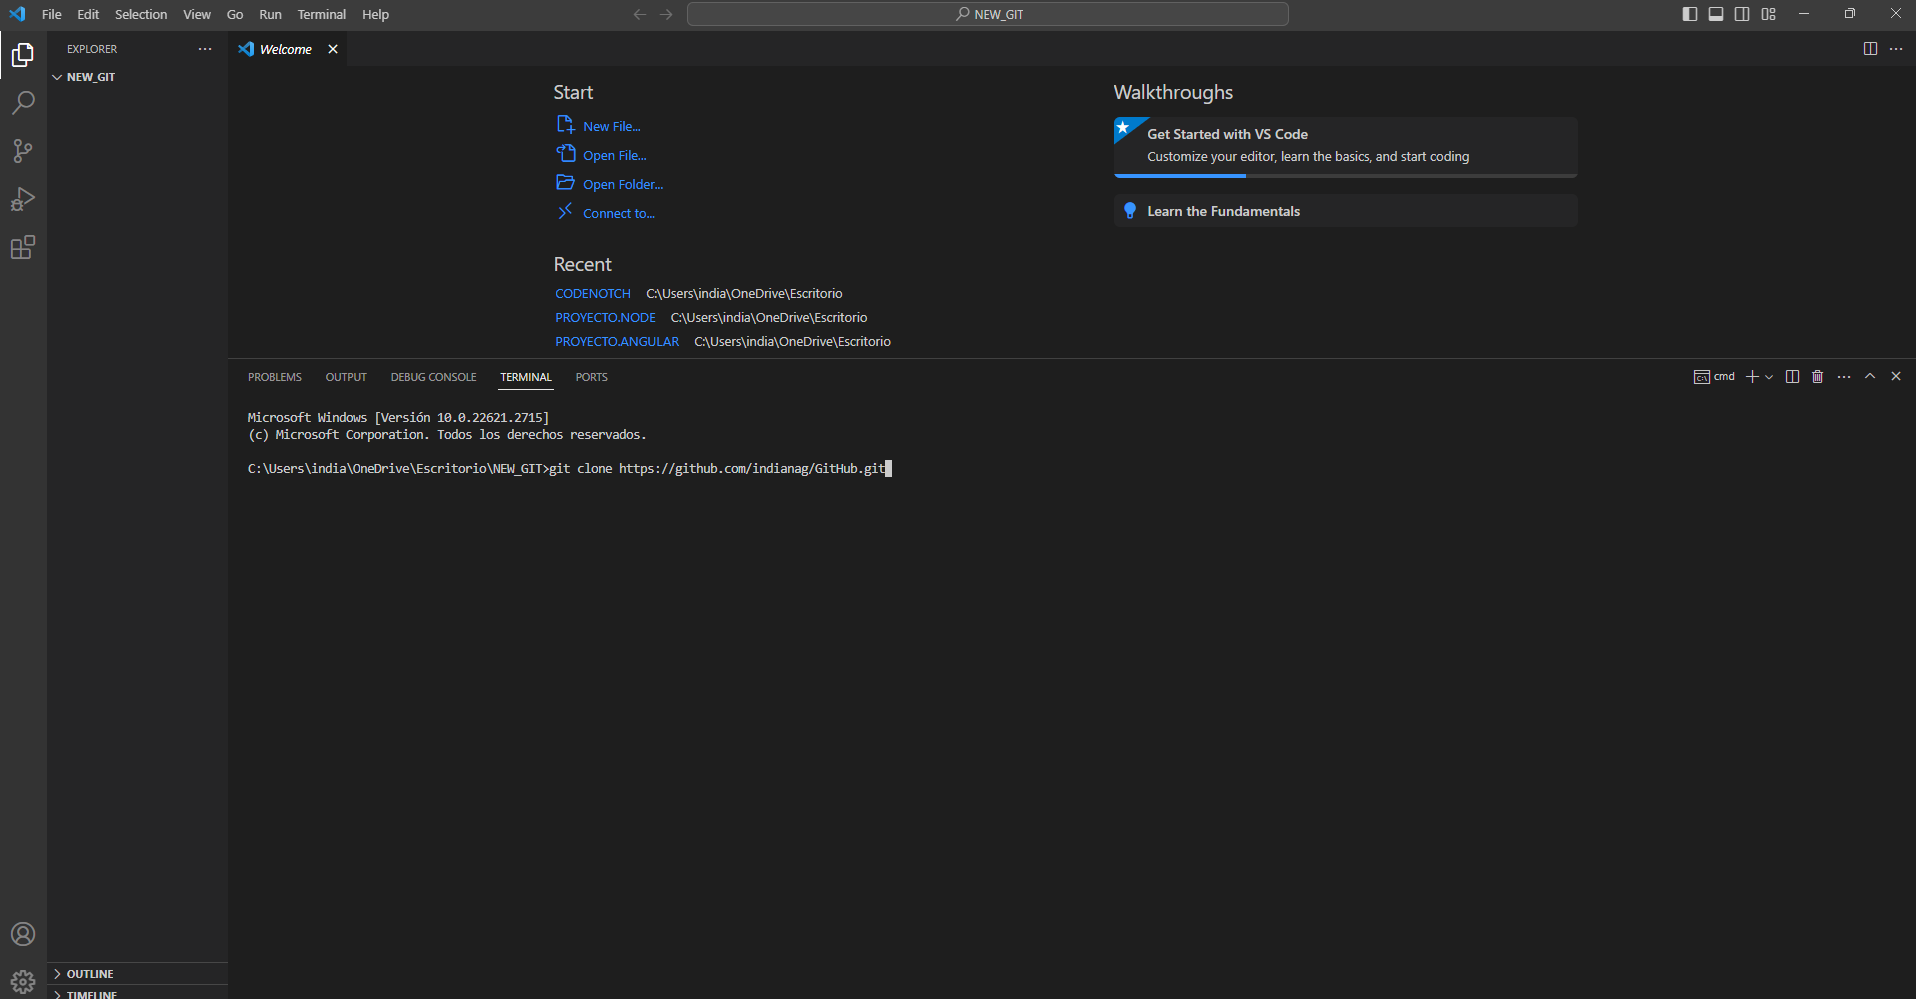 File Edit Selection View Go Run Terminal Help
NEW_GIT
EXPLORER
NEW_GIT
Welcome
Start
New File...
Open File...
Open Folder...
Connect to...
Recent
CODENOTCH C:\Users\india\OneDrive\Escritorio
PROYECTO.NODE C:\Users\india\OneDrive\Escritorio
PROYECTO.ANGULAR C:\Users\india\OneDrive\Escritorio
Walkthroughs
Get Started with VS Code
Customize your editor, learn the basics, and start coding
Learn the Fundamentals
PROBLEMS OUTPUT DEBUG CONSOLE TERMINAL PORTS
cmd
Microsoft Windows [Versión 10.0.22621.2715]
(c) Microsoft Corporation. Todos los derechos reservados.
C:\Users\india\OneDrive\Escritorio\NEW_GIT>git clone https://github.com/indianag/GitHub.git
OUTLINE
TIMELINE